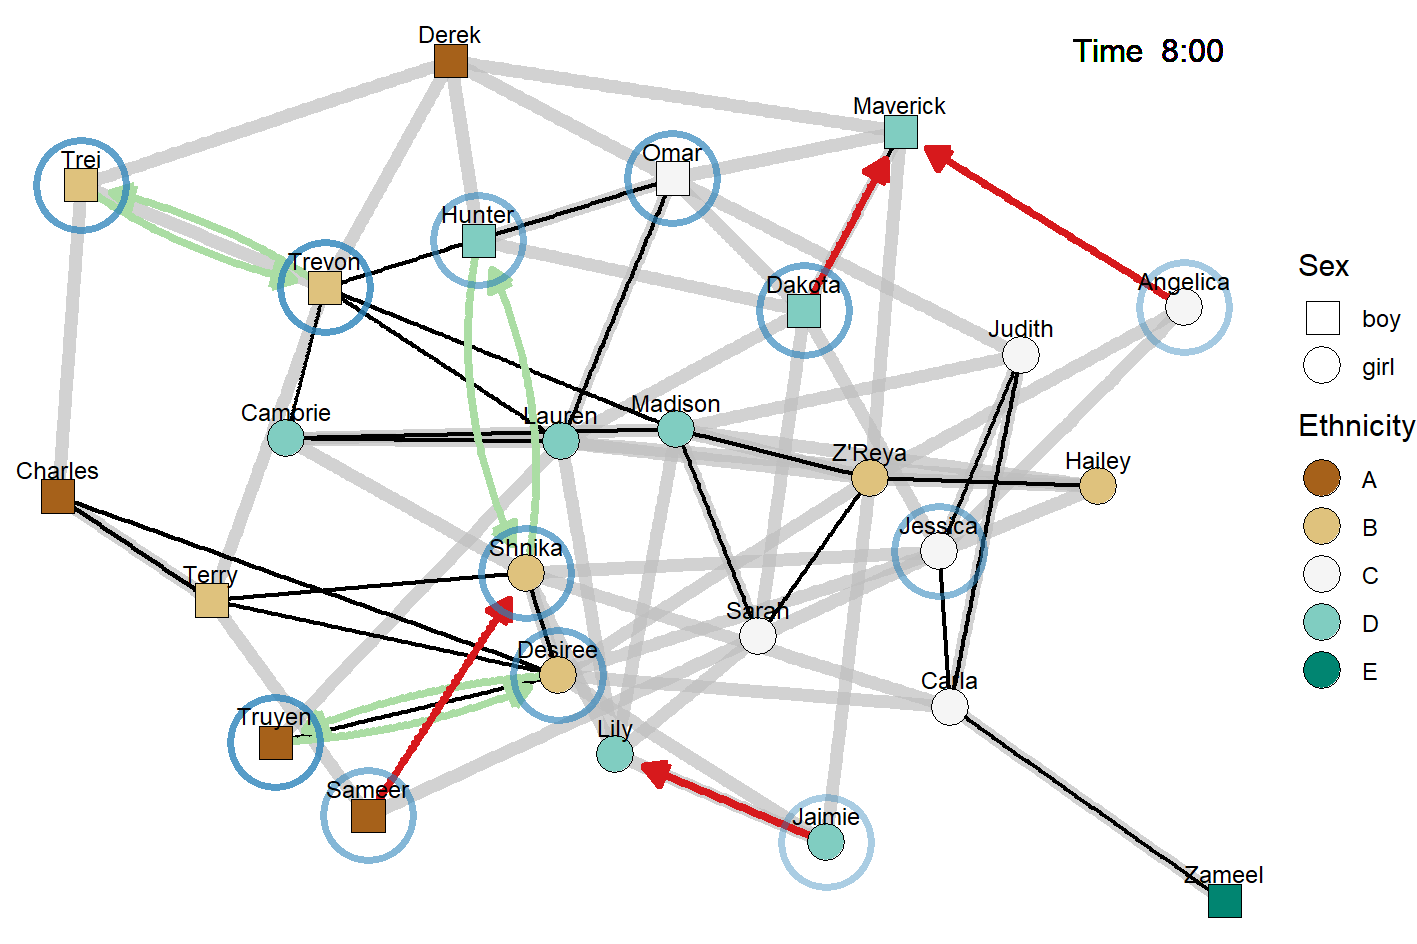 Derek
Time 8:00
Maverick
Trei
Omar
Hunter
Trevon
Dakota
Angelica
Sex
boy
girl
Judith
Camorie
Lauren
Madison
Ethnicity
Z'Reya
Hailey
Charles
A
B
Jessica
Shnika
Terry
C
Sarah
D
Desiree
E
Carla
Truyen
Lily
Sameer
Jaimie
Zameel